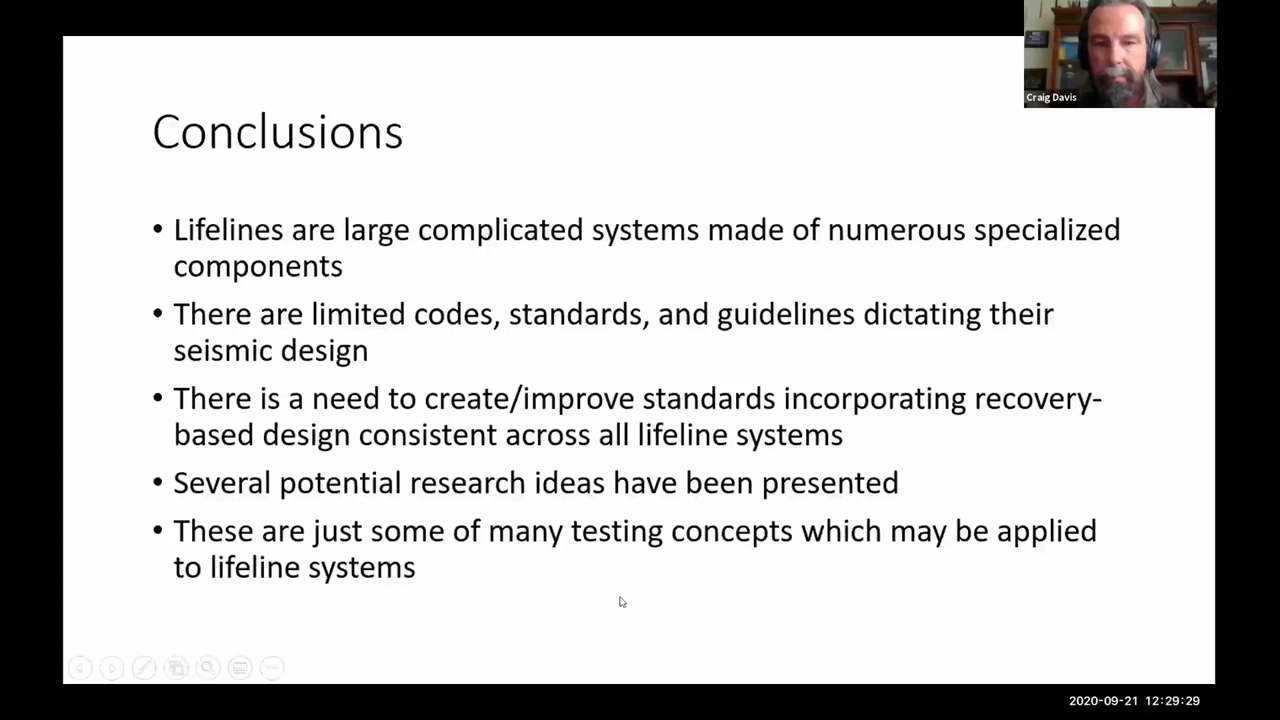 Craig Davis
Conclusions
• Lifelines are large complicated systems made of numerous specialized
components
• There are limited codes, standards, and guidelines dictating their
seismic design
• There is a need to create/improve standards incorporating recovery-
based design consistent across all lifeline systems
• Several potential research ideas have been presented
• These are just some of many testing concepts which may be applied
to lifeline systems
2020-09-21 12:29:29